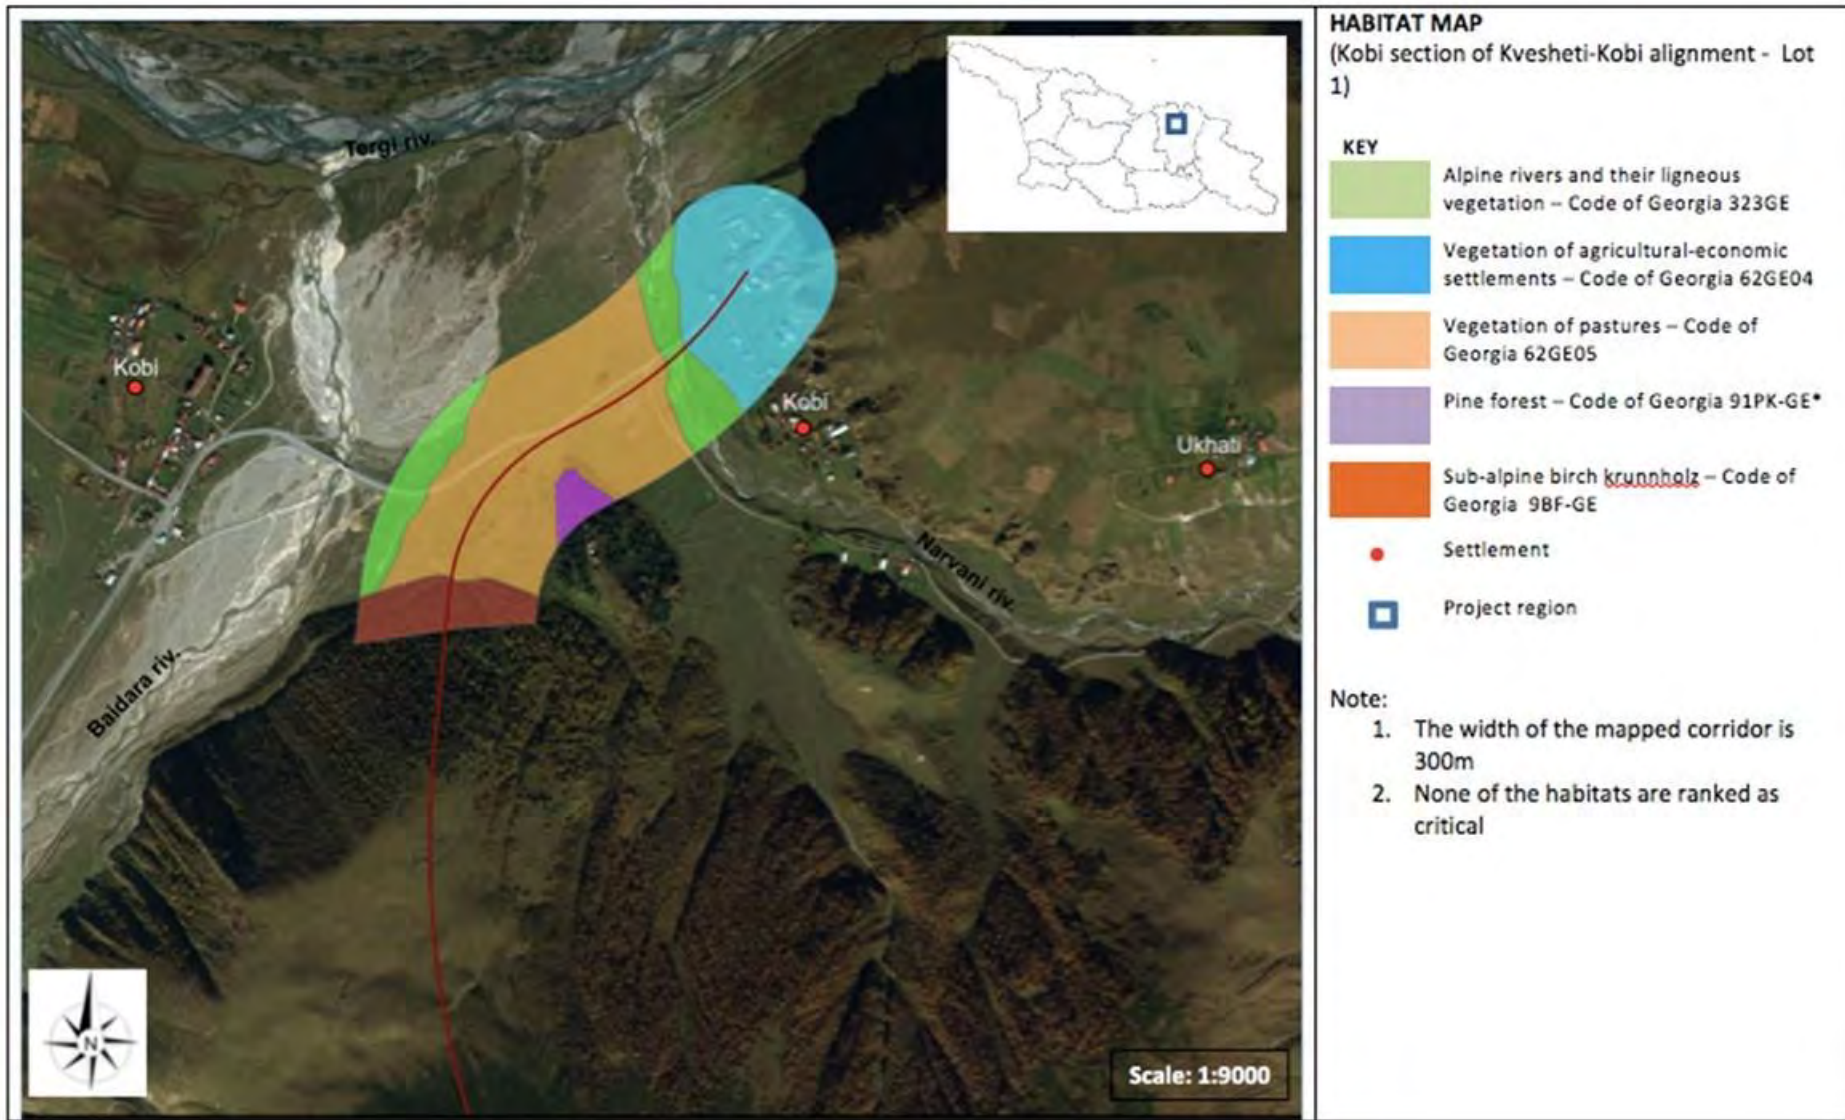 HABITAT MAP
(Kobi section of Kvesheti-Kobi alignment - Lot
1)
KEY
Alpine rivers and their ligneous
vegetation – Code of Georgia 323GE
Vegetation of agricultural-economic
settlements – Code of Georgia 62GE04
Vegetation of pastures – Code of
Georgia 62GE05
Pine forest – Code of Georgia 91PK-GE*
Sub-alpine birch krunnholz – Code of
Georgia 9BF-GE
Settlement
Project region
Note:
1. The width of the mapped corridor is
300m
2. None of the habitats are ranked as
critical
Tergi riv.
Kobi
Kobi
Ukhati
Narvani riv.
Baidara riv.
N
Scale: 1:9000